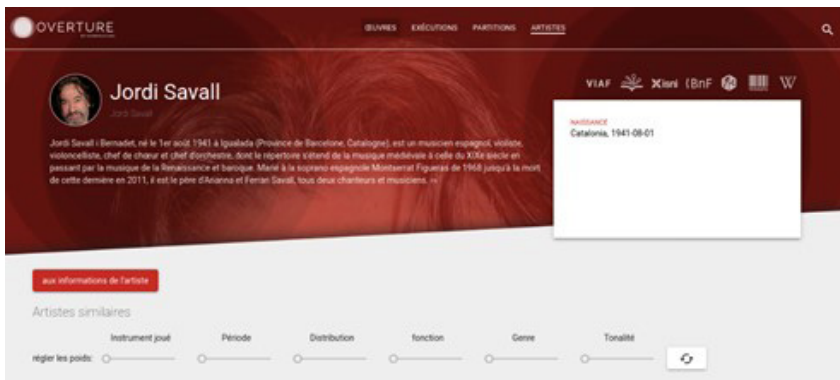 OVERTURE
ŒUVRES EXÉCUTIONS PARTITIONS ARTISTES
VIAF isni (BnF W
Jordi Savall
Jordi Savall
NAISSANCE
Catalonia, 1941-08-01
Jordi Savall i Bernadet, né le 1er août 1941 à Igualada (Province de Barcelone, Catalogne), est un musicien espagnol, violiste,
violoncelliste, chef de chœur et chef d'orchestre, dont le répertoire s'étend de la musique médiévale à celle du XIXe siècle en
passant par la musique de la Renaissance et baroque. Marié à la soprano espagnole Montserrat Figueras de 1968 jusqu'à la mort
de cette dernière en 2011, il est le père d'Arianna et Ferran Savall, tous deux chanteurs et musiciens.
aux informations de l'artiste
Artistes similaires
Instrument joué Période Distribution fonction Genre Tonalité
régler les poids: